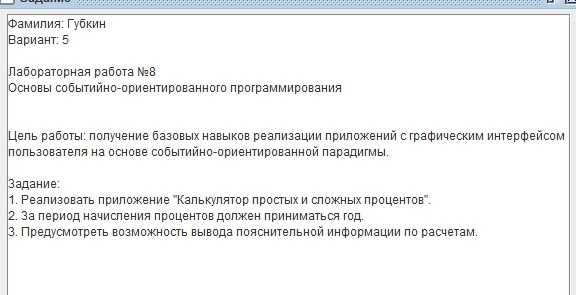 Задание
Фамилия: Губкин
Вариант: 5
Лабораторная работа №8
Основы событийно-ориентированного программирования
Цель работы: получение базовых навыков реализации приложений с графическим интерфейсом
пользователя на основе событийно-ориентированной парадигмы.
Задание:
1. Реализовать приложение "Калькулятор простых и сложных процентов".
2. За период начисления процентов должен приниматься год.
3. Предусмотреть возможность вывода пояснительной информации по расчетам.